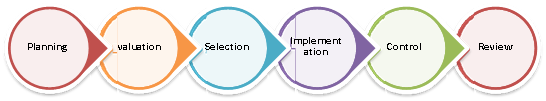 Planning
valuation
Selection
Implement
ation
Control
Review